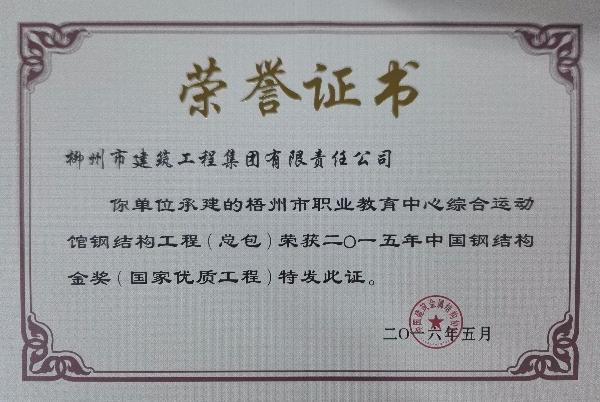 荣誉证书
柳州市建筑工程集团有限责任公司
你单位承建的梧州市职业教育中心综合运动
馆钢结构工程（总包）荣获二〇一五年中国钢结构
金奖（国家优质工程）特发此证。
二〇一六年五月